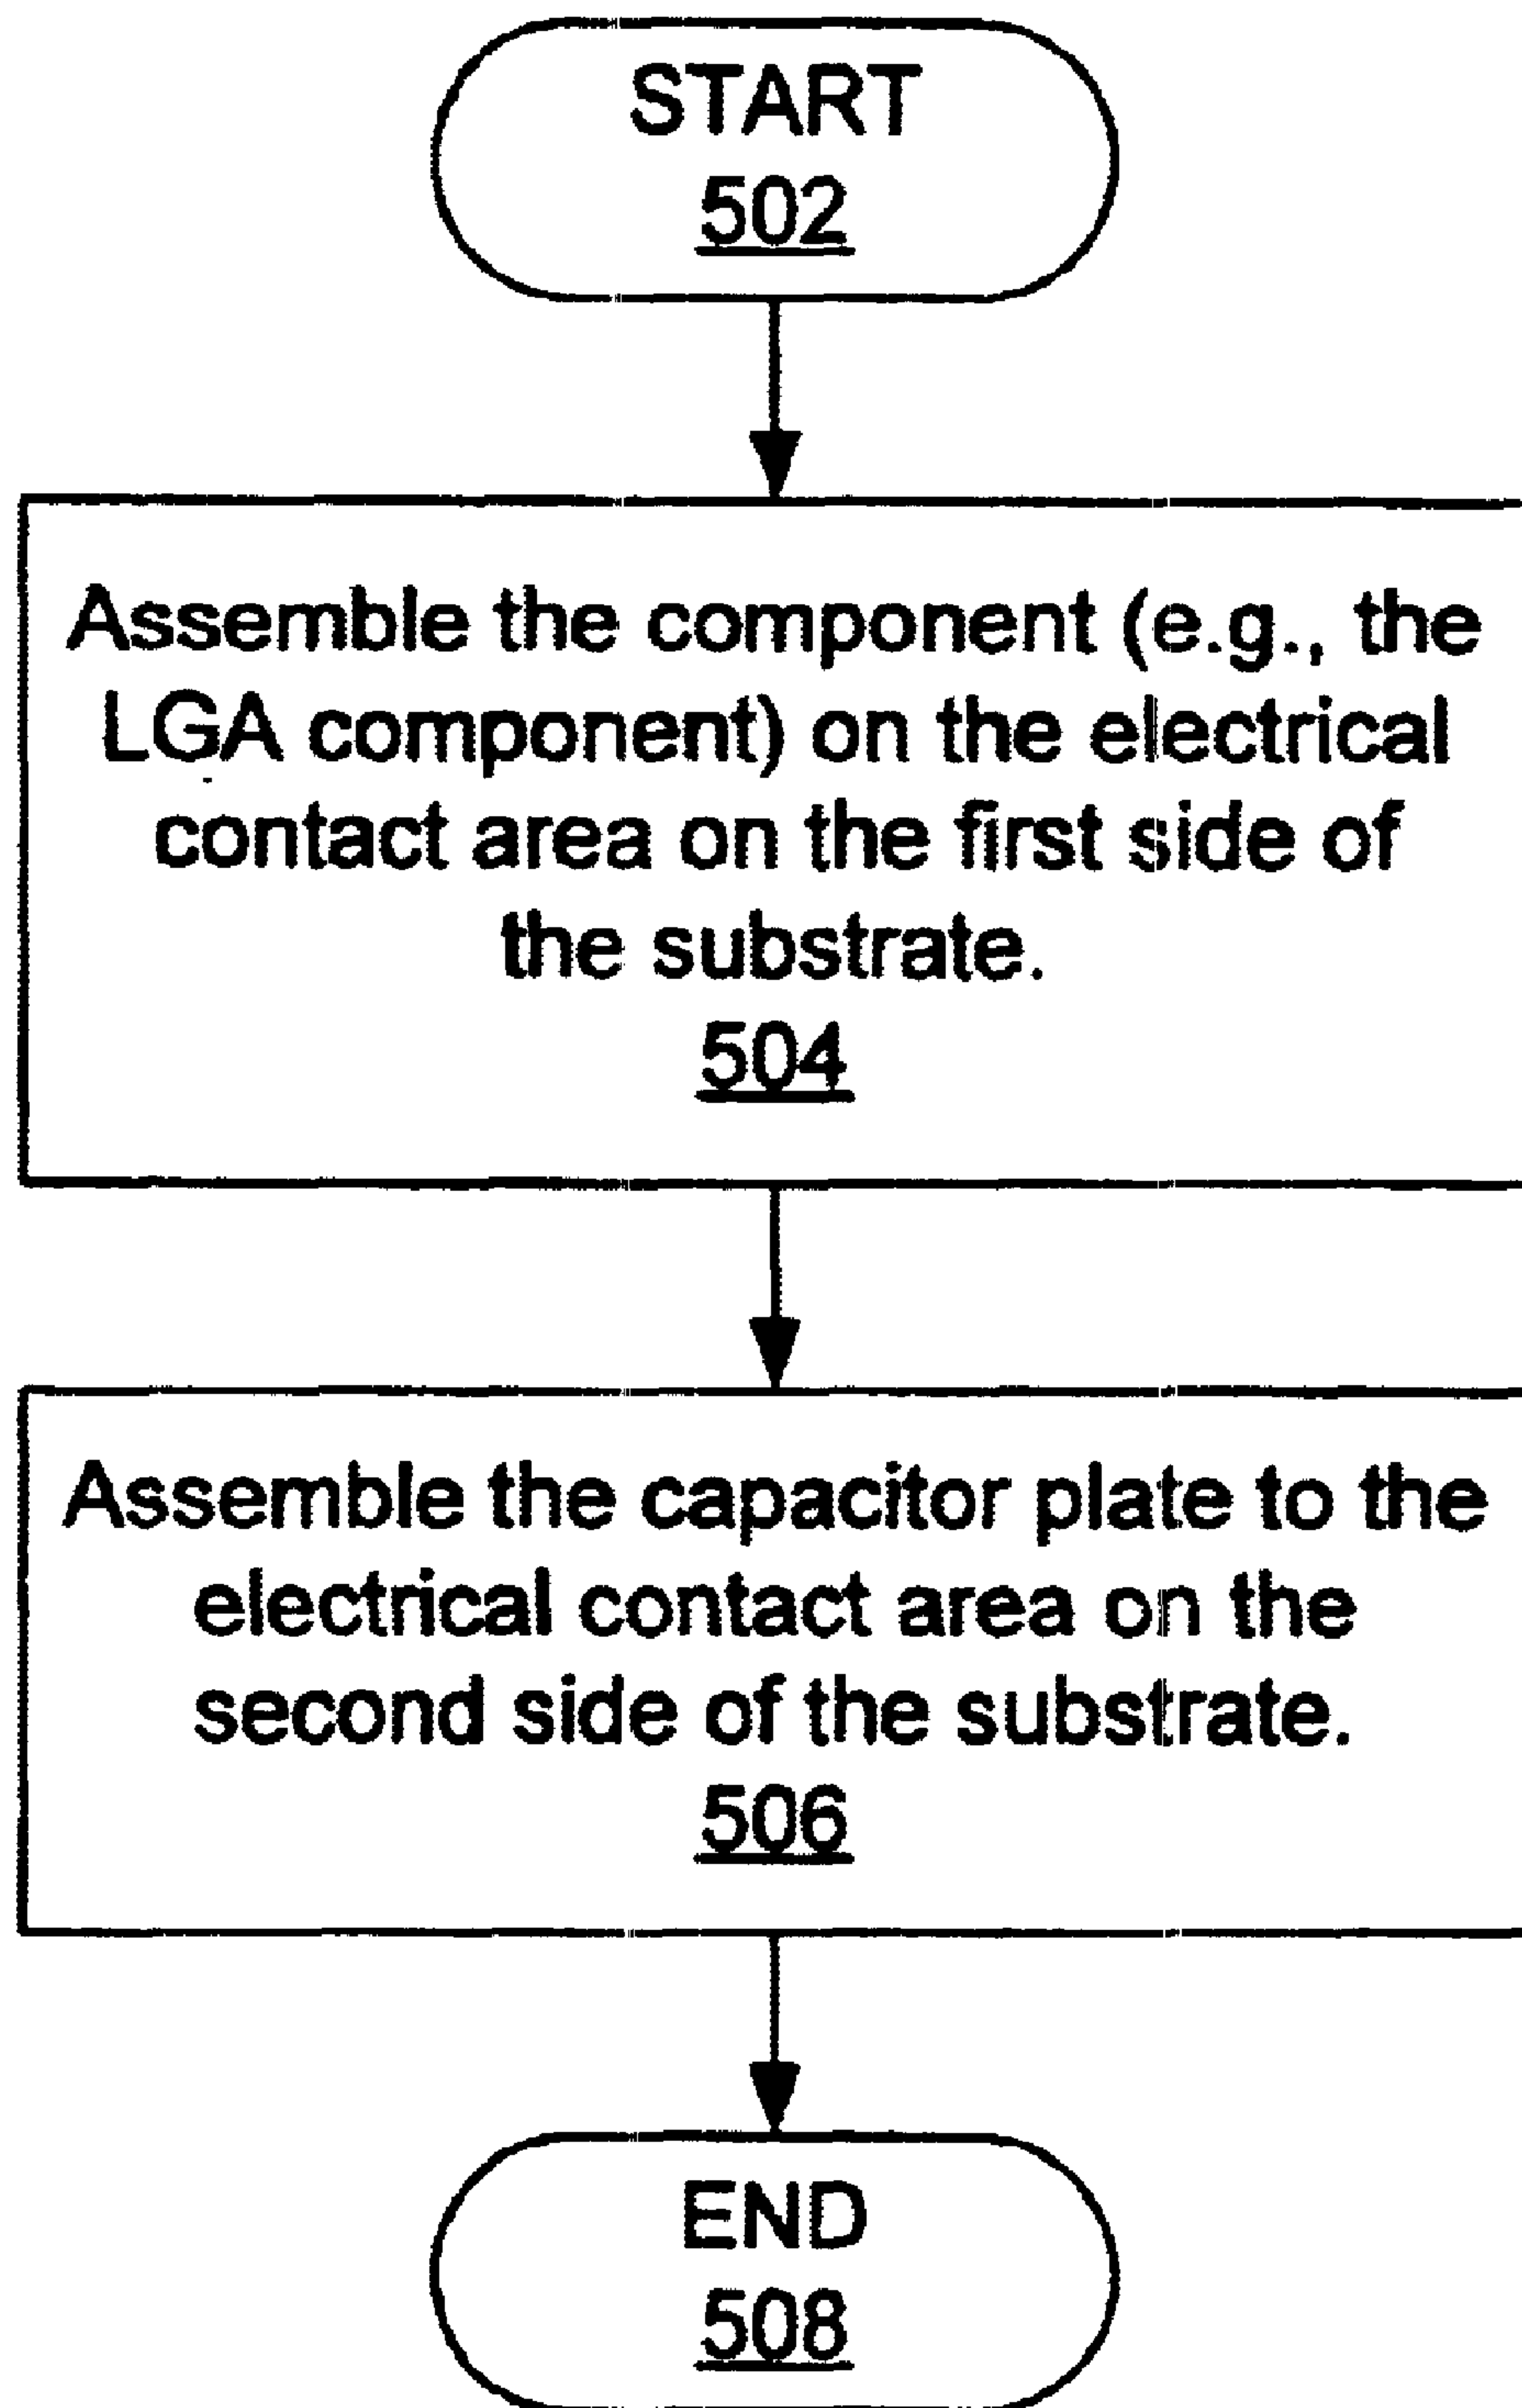 START
502
Assemble the component (e.g., the
LGA component) on the electrical
contact area on the first side of
the substrate.
504
Assemble the capacitor plate to the
electrical contact area on the
second side of the substrate.
506
END
508